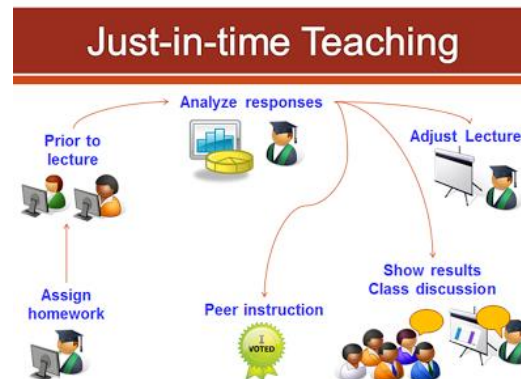 Just-in-time Teaching
Analyze responses
Prior to
lecture
Adjust Lecture
Assign
homework
Peer instruction
Show results
Class discussion
I
VOTED